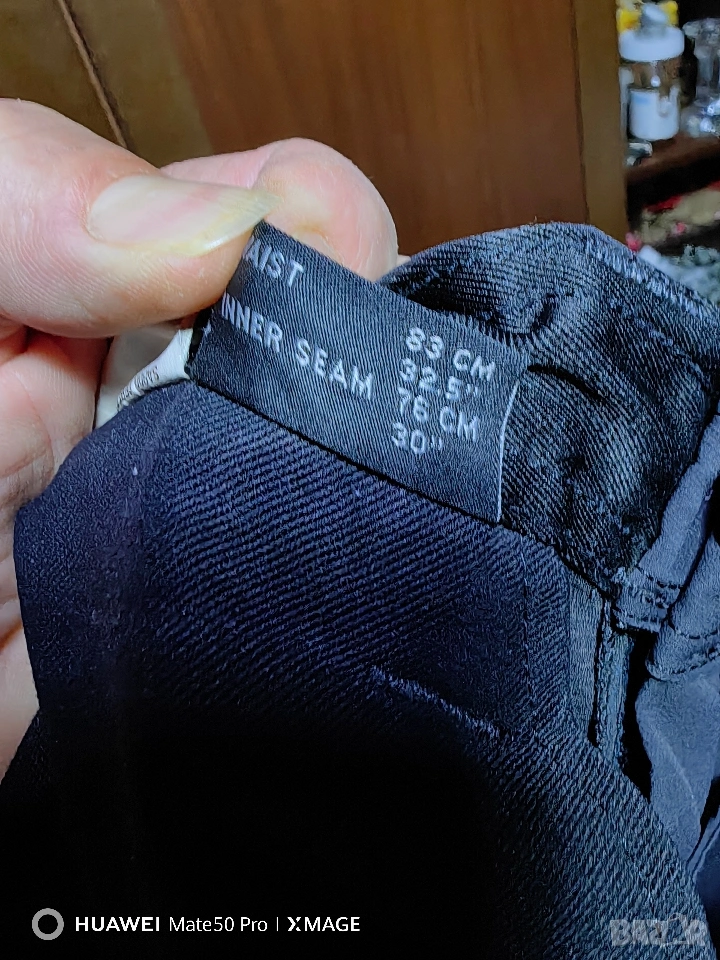 AIST 83 CM
32.5"
INNER SEAM 76 CM
30"
HUAWEI Mate50 Pro | XMAGE